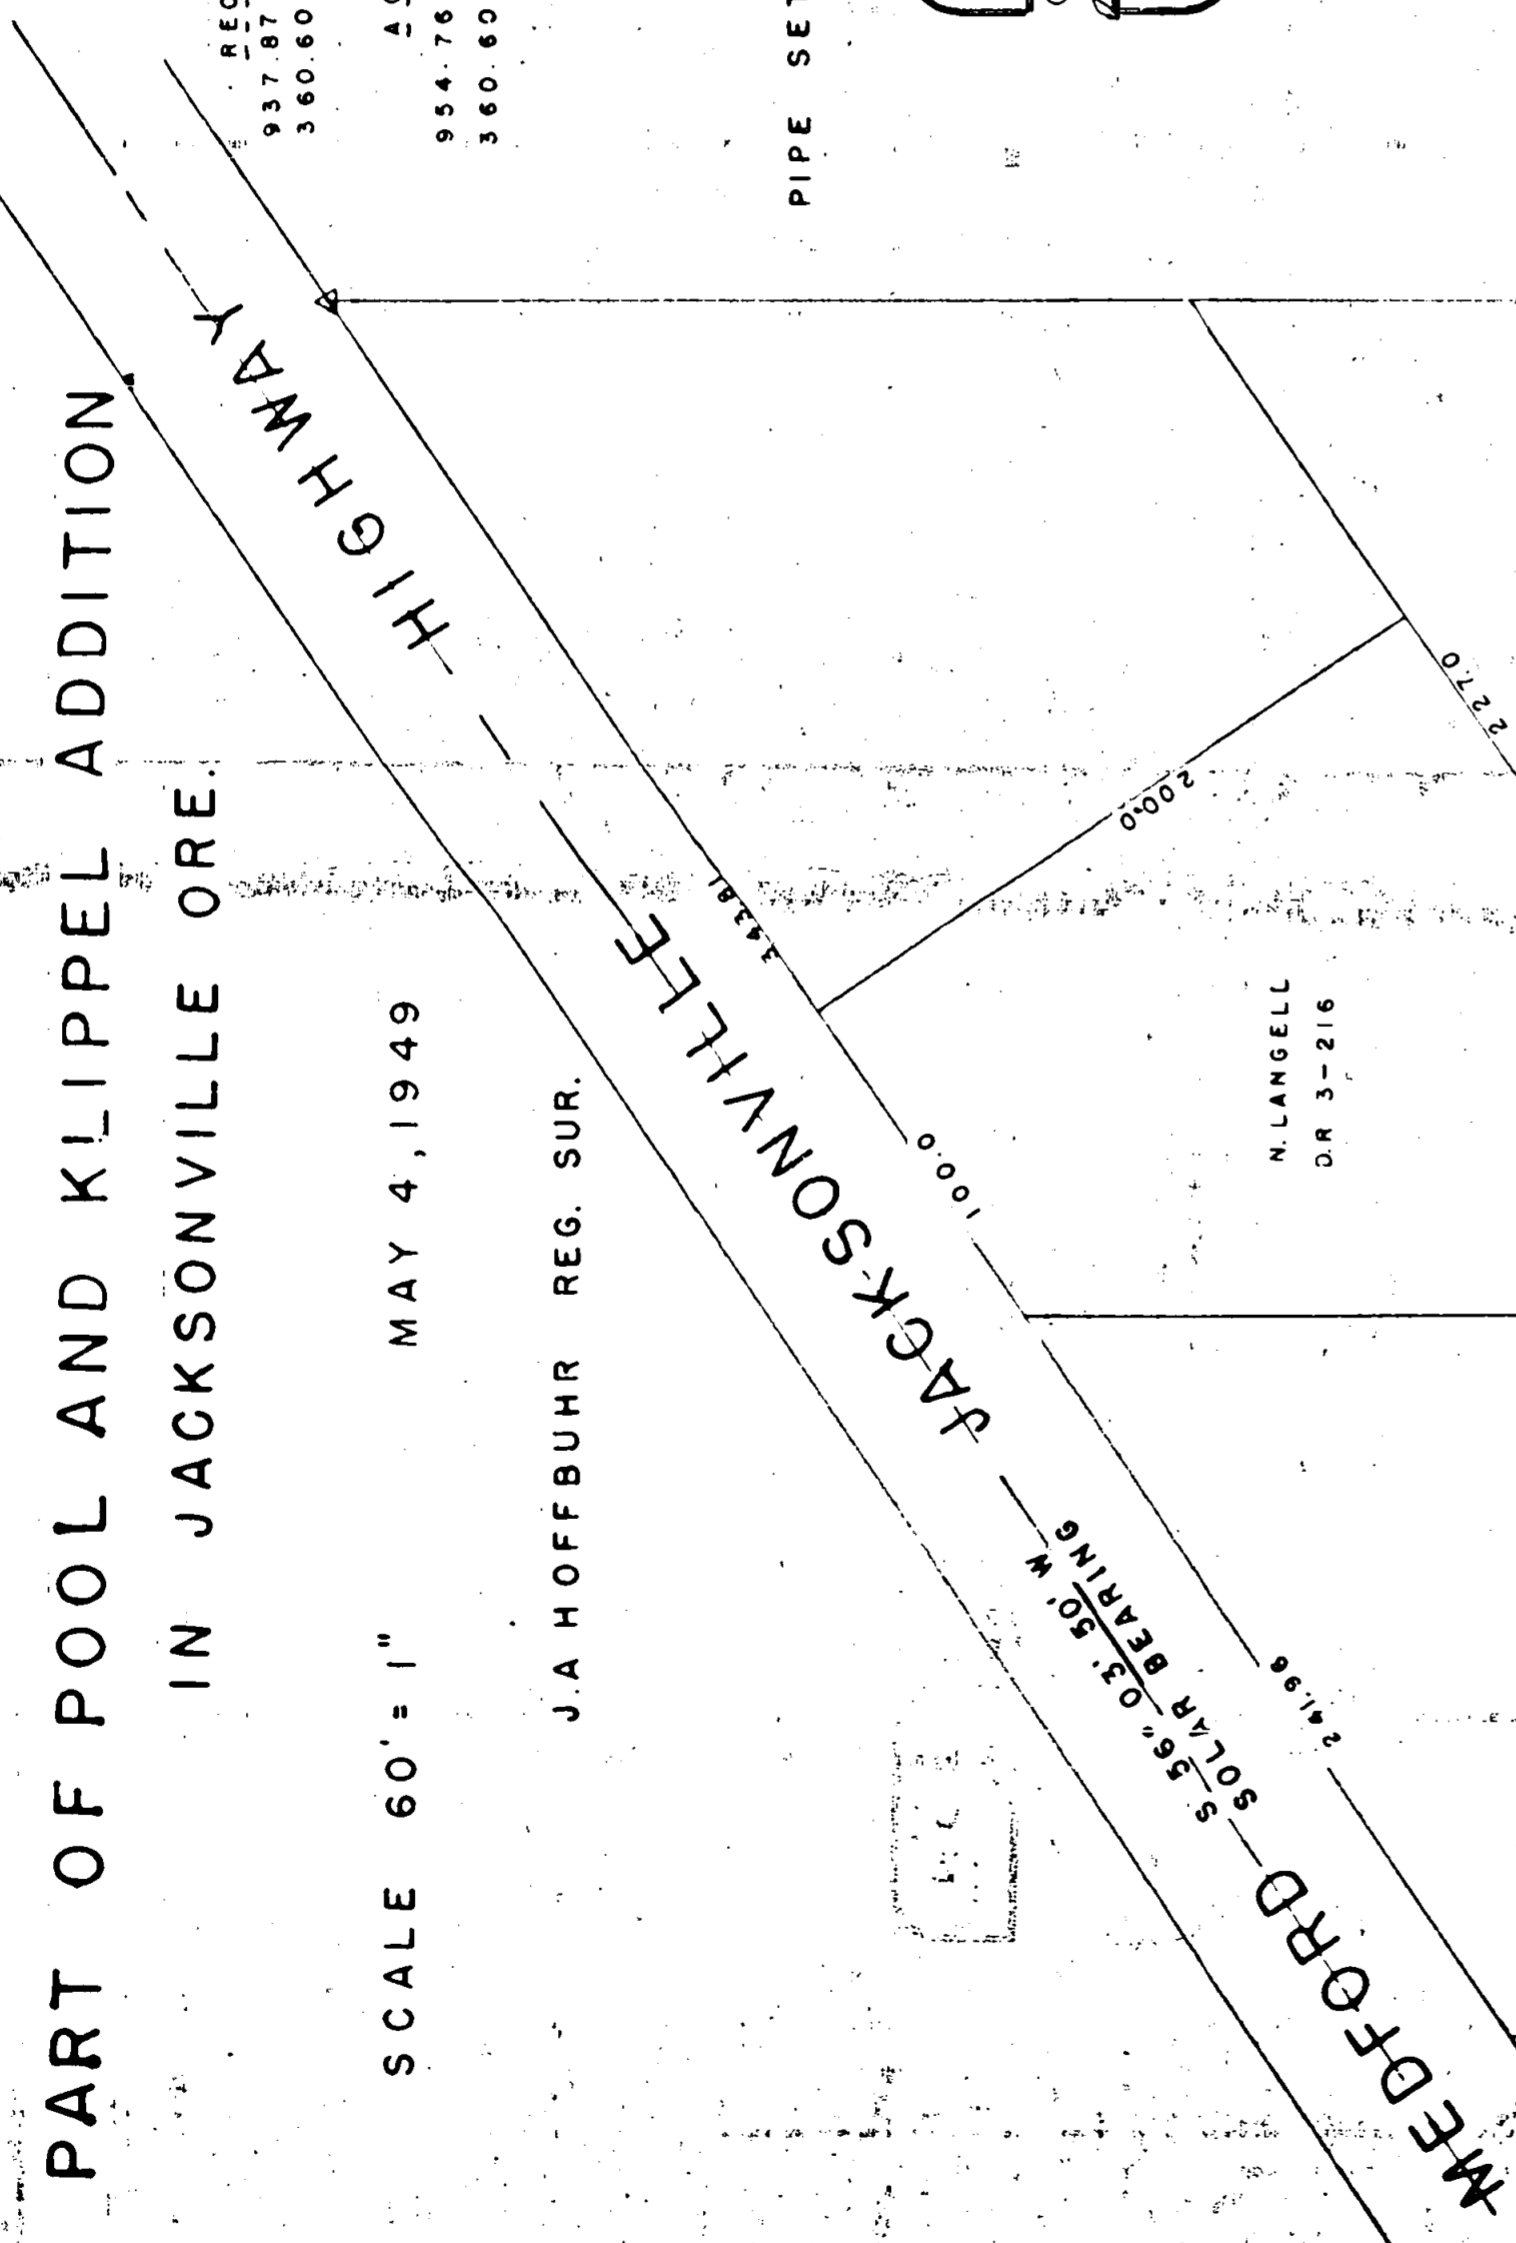 PART OF POOL AND KLIPPEL ADDITION
IN JACKSONVILLE ORE.
SCALE 60' = 1" MAY 4, 1949
J.A HOFFBUHR REG. SUR.
937.87
360.60
954.76
360.60
PIPE SET
MEDFORD — JACKSONVILLE — HIGHWAY
S 56" 03' 50' W
SOLAR BEARING
241.96
100.0
343.81
200.0
227.0
N. LANGELL
D.R 3-216